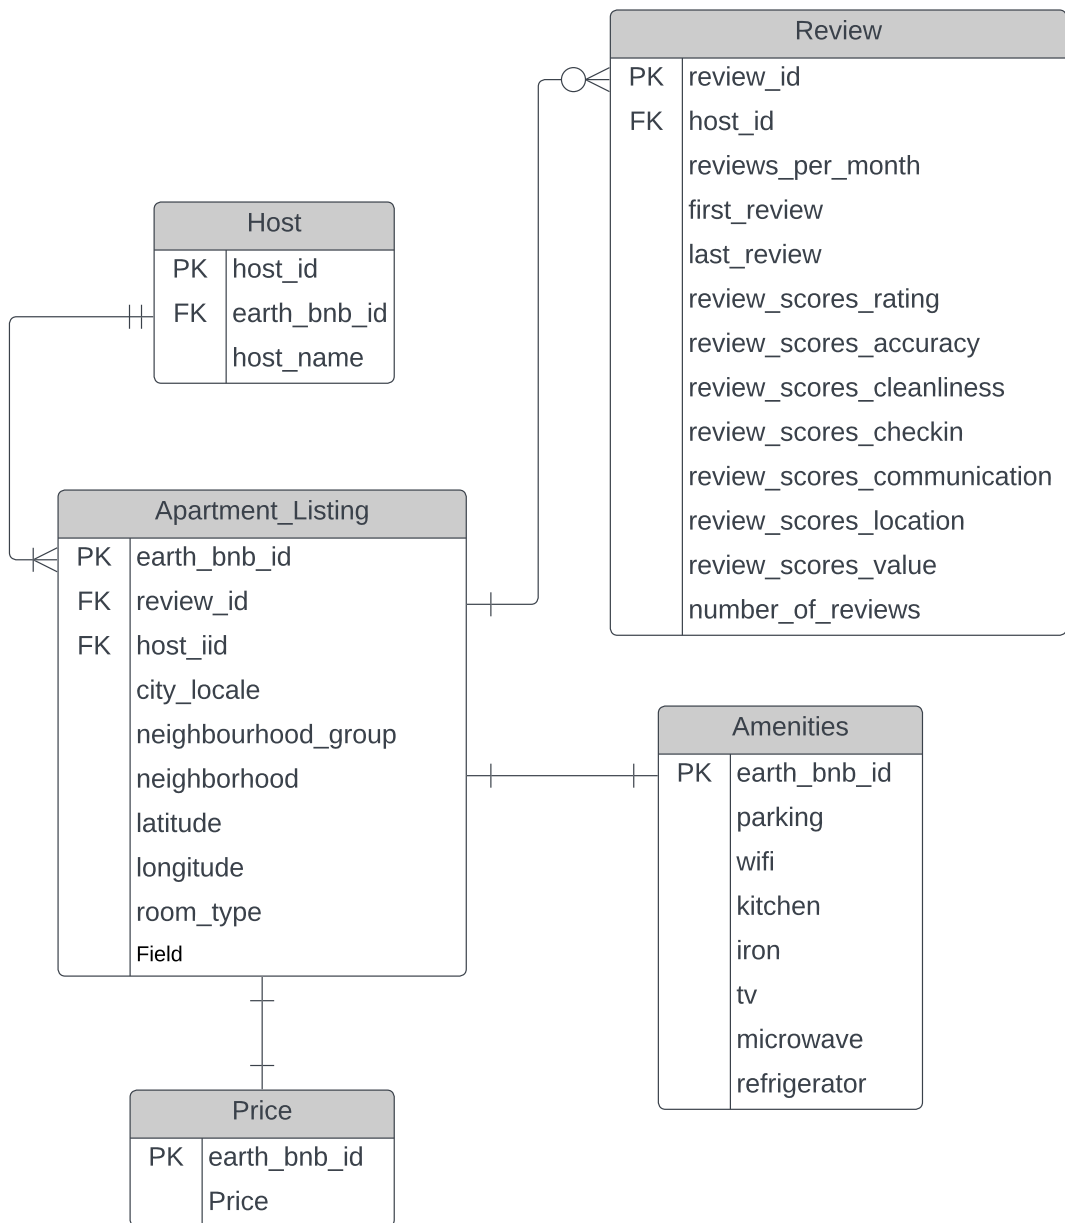 Review
PK review_id
FK host_id
reviews_per_month
first_review
last_review
review_scores_rating
review_scores_accuracy
review_scores_cleanliness
review_scores_checkin
review_scores_communication
review_scores_location
review_scores_value
number_of_reviews
Host
PK host_id
FK earth_bnb_id
host_name
Apartment_Listing
PK earth_bnb_id
FK review_id
FK host_iid
city_locale
neighbourhood_group
neighborhood
latitude
longitude
room_type
Field
Amenities
PK earth_bnb_id
parking
wifi
kitchen
iron
tv
microwave
refrigerator
Price
PK earth_bnb_id
Price